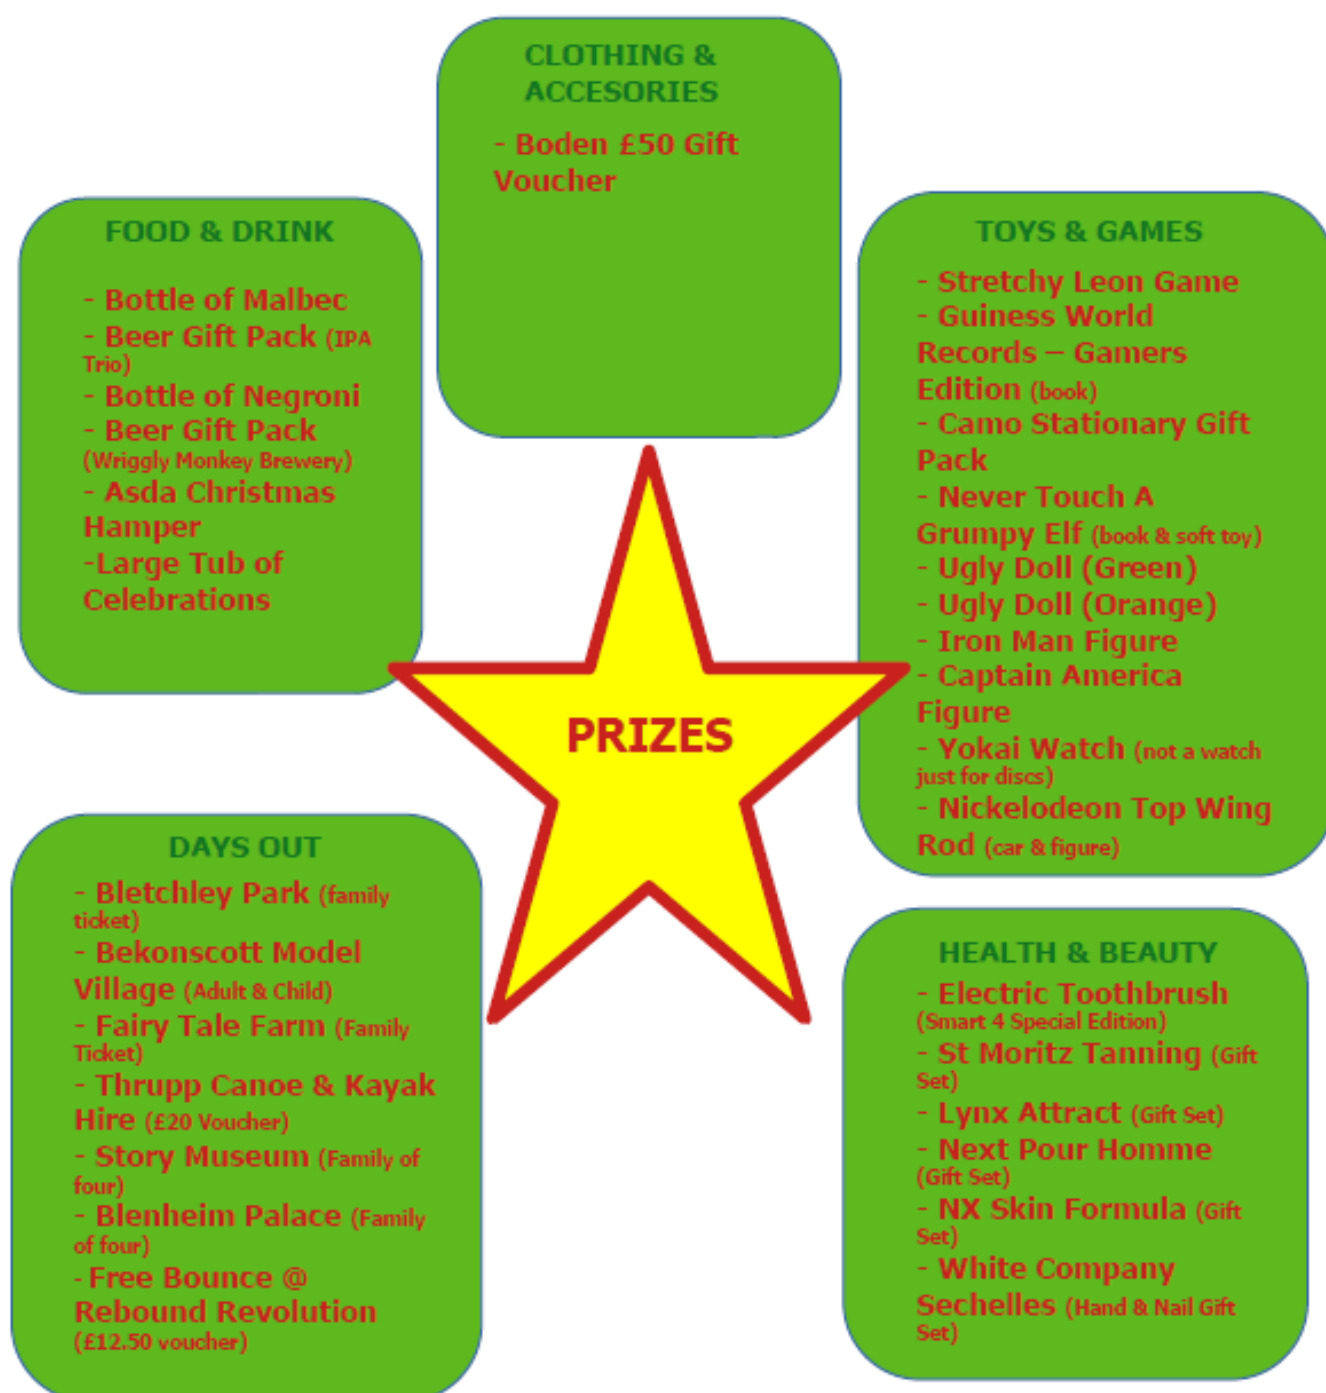 CLOTHING &
ACCESORIES
- Boden £50 Gift
Voucher
FOOD & DRINK
- Bottle of Malbec
- Beer Gift Pack (IPA
Trio)
- Bottle of Negroni
- Beer Gift Pack
(Wriggly Monkey Brewery)
- Asda Christmas
Hamper
-Large Tub of
Celebrations
TOYS & GAMES
- Stretchy Leon Game
- Guiness World
Records – Gamers
Edition (book)
- Camo Stationary Gift
Pack
- Never Touch A
Grumpy Elf (book & soft toy)
- Ugly Doll (Green)
- Ugly Doll (Orange)
- Iron Man Figure
- Captain America
Figure
- Yokai Watch (not a watch
just for discs)
- Nickelodeon Top Wing
Rod (car & figure)
PRIZES
DAYS OUT
- Bletchley Park (family
ticket)
- Bekonscott Model
Village (Adult & Child)
- Fairy Tale Farm (Family
Ticket)
- Thrupp Canoe & Kayak
Hire (£20 Voucher)
- Story Museum (Family of
four)
- Blenheim Palace (Family
of four)
- Free Bounce @
Rebound Revolution
(£12.50 voucher)
HEALTH & BEAUTY
- Electric Toothbrush
(Smart 4 Special Edition)
- St Moritz Tanning (Gift
Set)
- Lynx Attract (Gift Set)
- Next Pour Homme
(Gift Set)
- NX Skin Formula (Gift
Set)
- White Company
Sechelles (Hand & Nail Gift
Set)